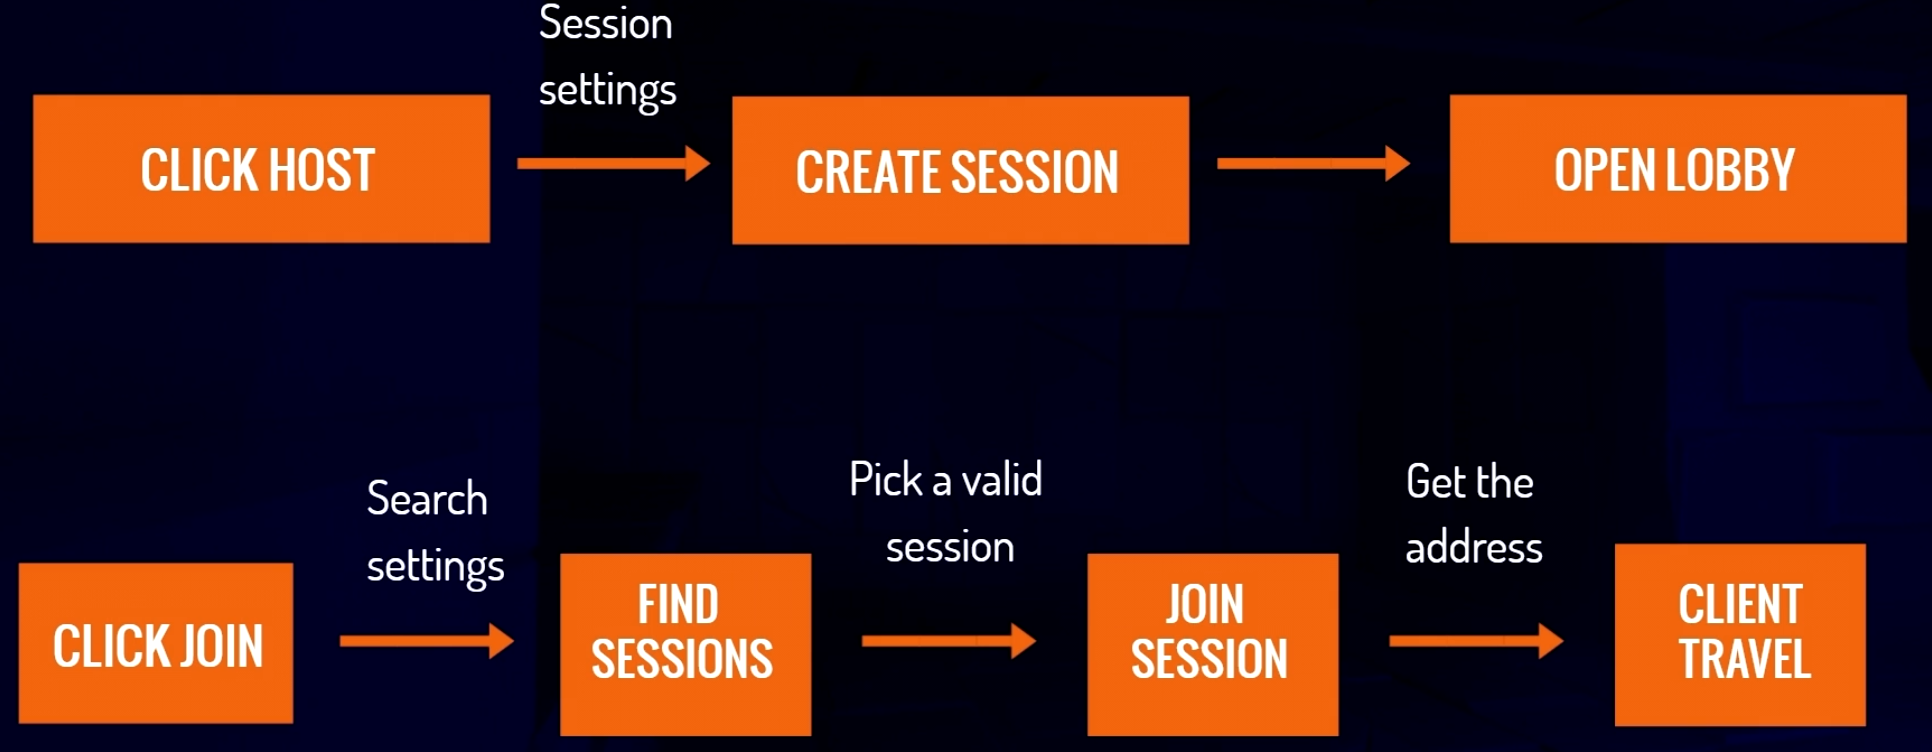 Session
settings
CLICK HOST
CREATE SESSION
OPEN LOBBY
Search
settings
Pick a valid
session
Get the
address
CLICK JOIN
FIND
SESSIONS
JOIN
SESSION
CLIENT
TRAVEL